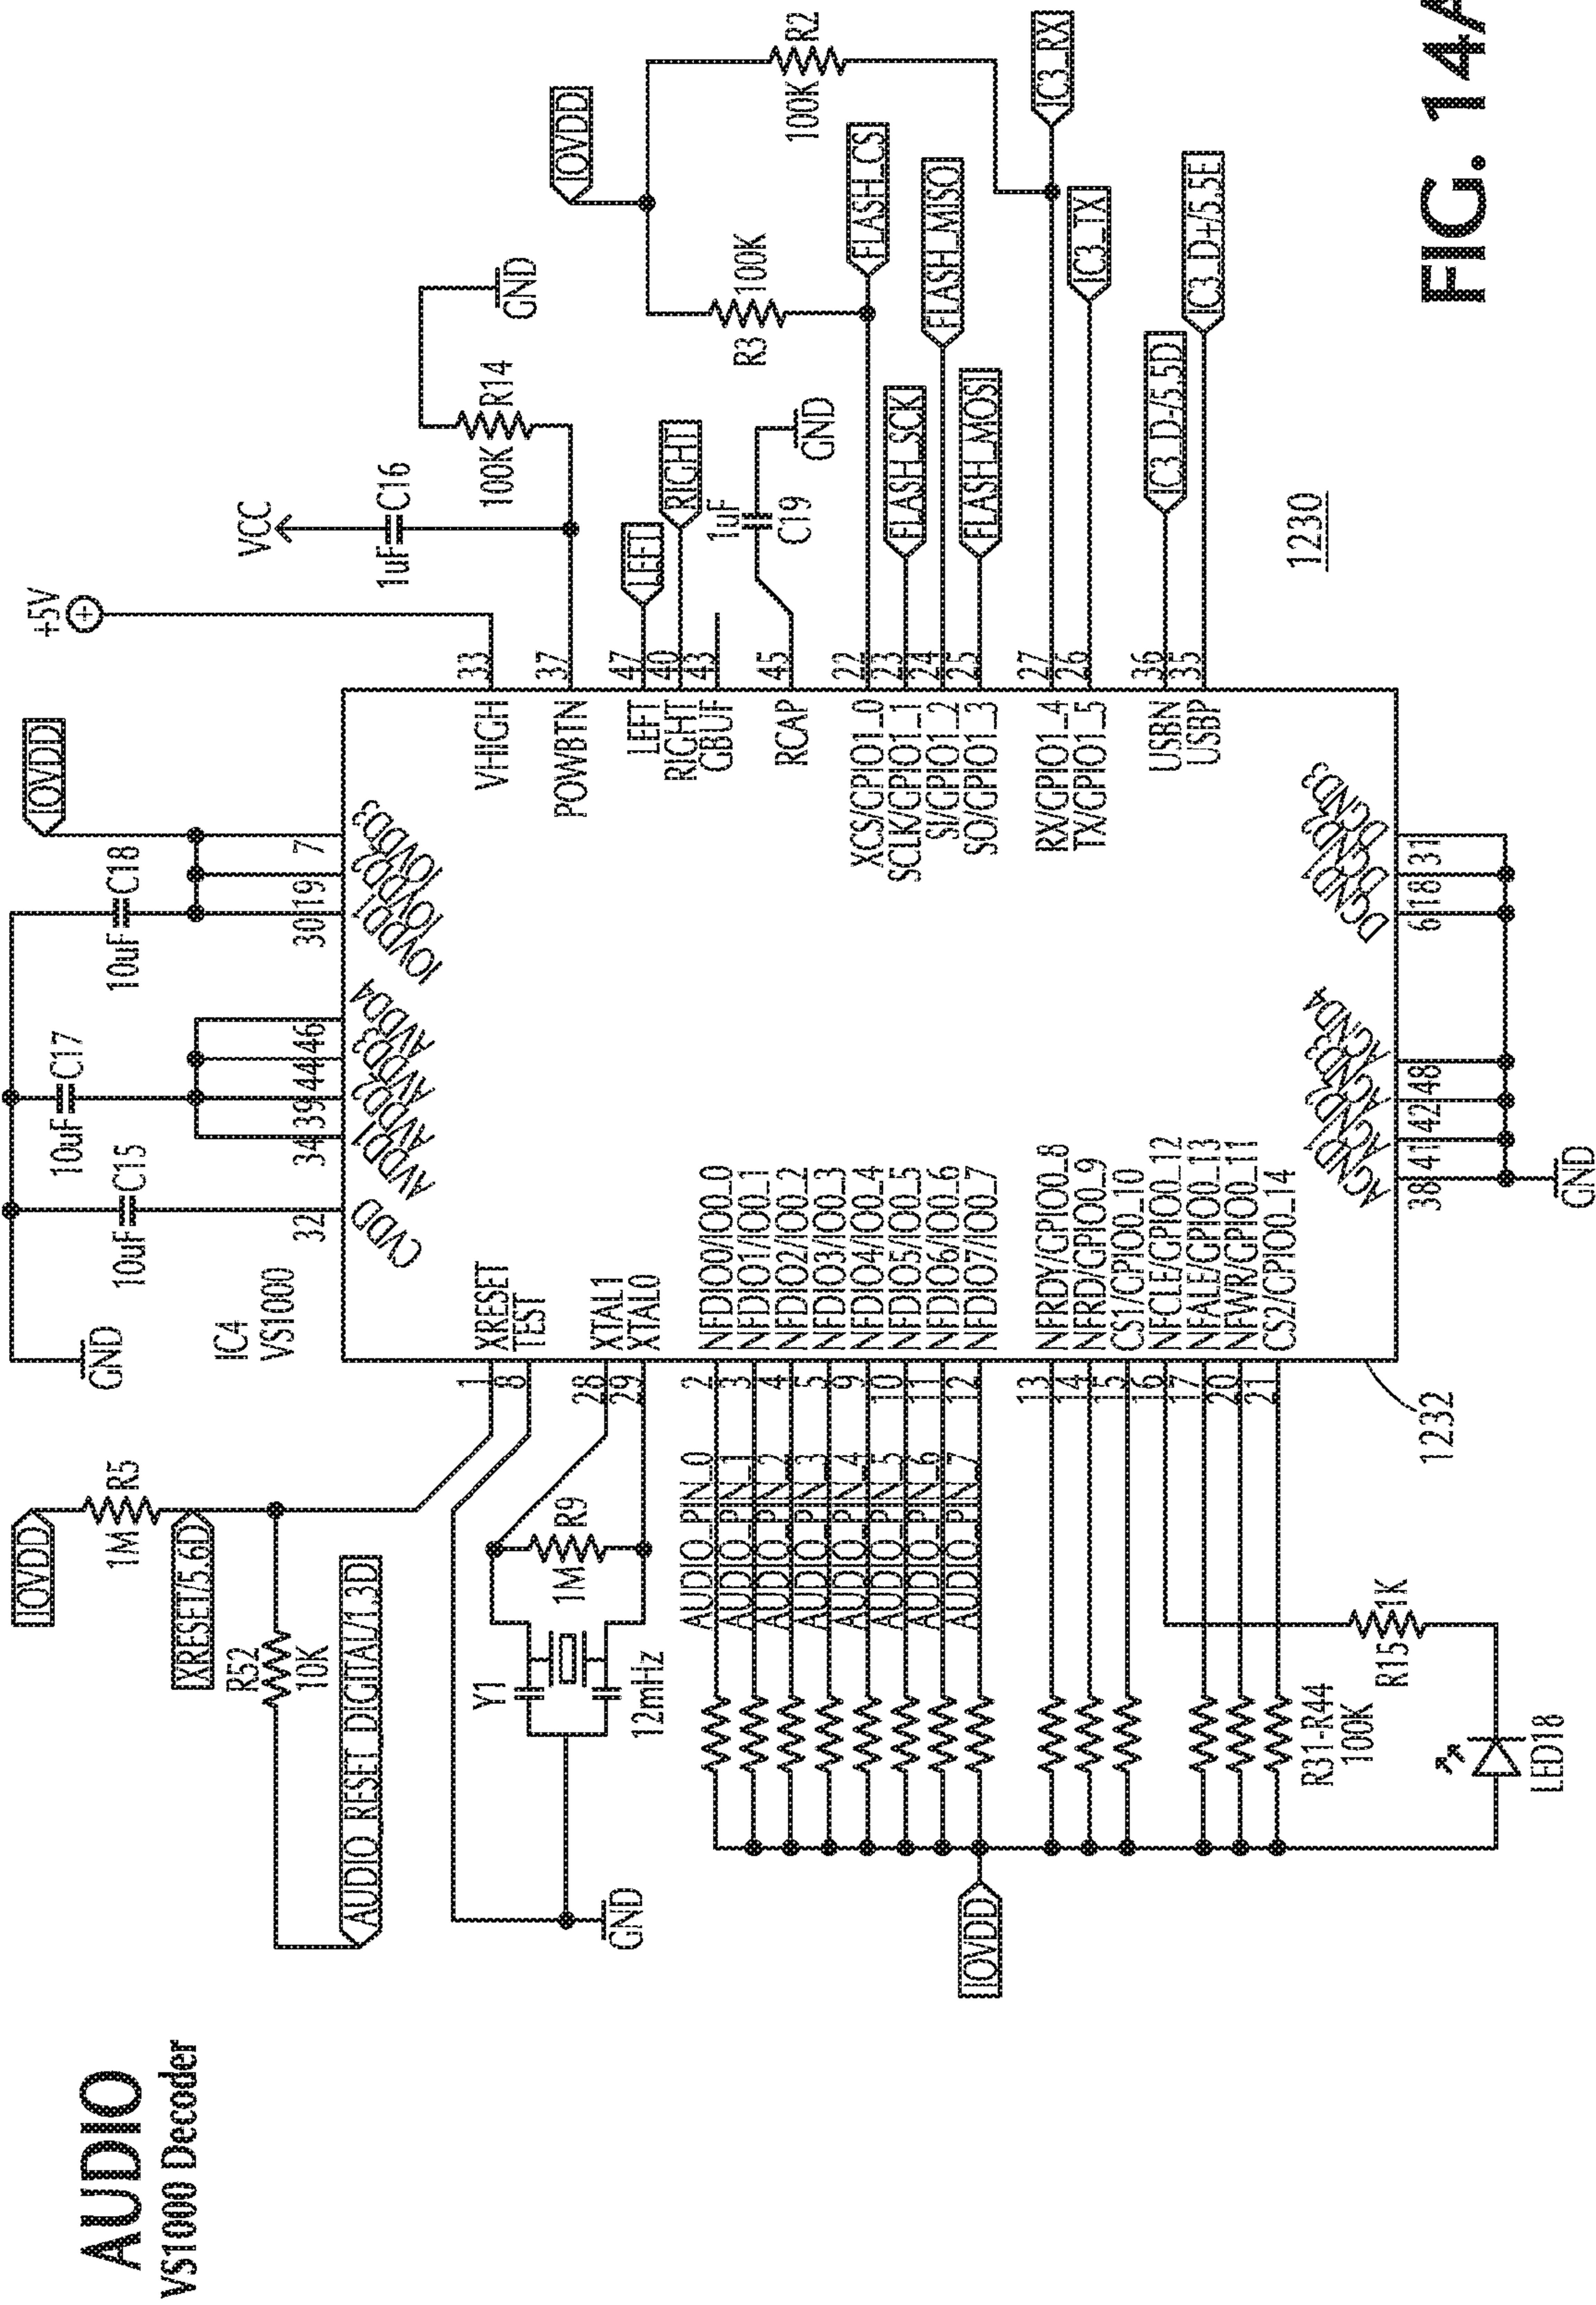 AUDIO
VS1000 Decoder
IOVDD
1M
R5
XRESET/5.6D
R52
10K
AUDIO RESET DIGITAL/1.3D
Y1
12mHz
1M
R9
GND
GND
IC4
VS1000
10uF
C15
10uF
C17
10uF
C18
IOVDD
32
34
39
44
46
30
19
7
CVDD
AVDD1
AVDD2
AVDD3
AVDD4
IOVDD1
IOVDD2
IOVDD3
1
XRESET
8
TEST
28
XTAL1
29
XTAL0
AUDIO_PIN_0
2
NFDIO0/IO0_0
AUDIO_PIN_1
3
NFDIO1/IO0_1
AUDIO_PIN_2
4
NFDIO2/IO0_2
AUDIO_PIN_3
5
NFDIO3/IO0_3
AUDIO_PIN_4
9
NFDIO4/IO0_4
AUDIO_PIN_5
10
NFDIO5/IO0_5
AUDIO_PIN_6
11
NFDIO6/IO0_6
AUDIO_PIN_7
12
NFDIO7/IO0_7
13
NFRDY/GPIO0_8
14
NFRD/GPIO0_9
15
CS1/GPIO0_10
16
NFCLE/GPIO0_12
17
NFALE/GPIO0_13
20
NFWR/GPIO0_11
21
CS2/GPIO0_14
IOVDD
R31-R44
100K
R15
1K
LED18
1232
AGND1
AGND2
AGND3
AGND4
DGND1
DGND2
DGND3
38
41
42
48
6
18
31
GND
+5V
VCC
1uF
C16
100K
R14
GND
VHIGH
33
POWBTN
37
LEFT
47
LEFT
RIGHT
40
RIGHT
GBUF
43
RCAP
45
1uF
C19
GND
IOVDD
R3
100K
100K
R2
XCS/GPIO1_0
22
FLASH_CS
SCLK/GPIO1_1
23
FLASH_SCK
SI/GPIO1_2
24
FLASH_MISO
SO/GPIO1_3
25
FLASH_MOSI
RX/GPIO1_4
27
IC3_RX
TX/GPIO1_5
26
IC3_TX
USBN
36
IC3_D-/5.5D
USBP
35
IC3_D+/5.5E
1230
FIG. 14A